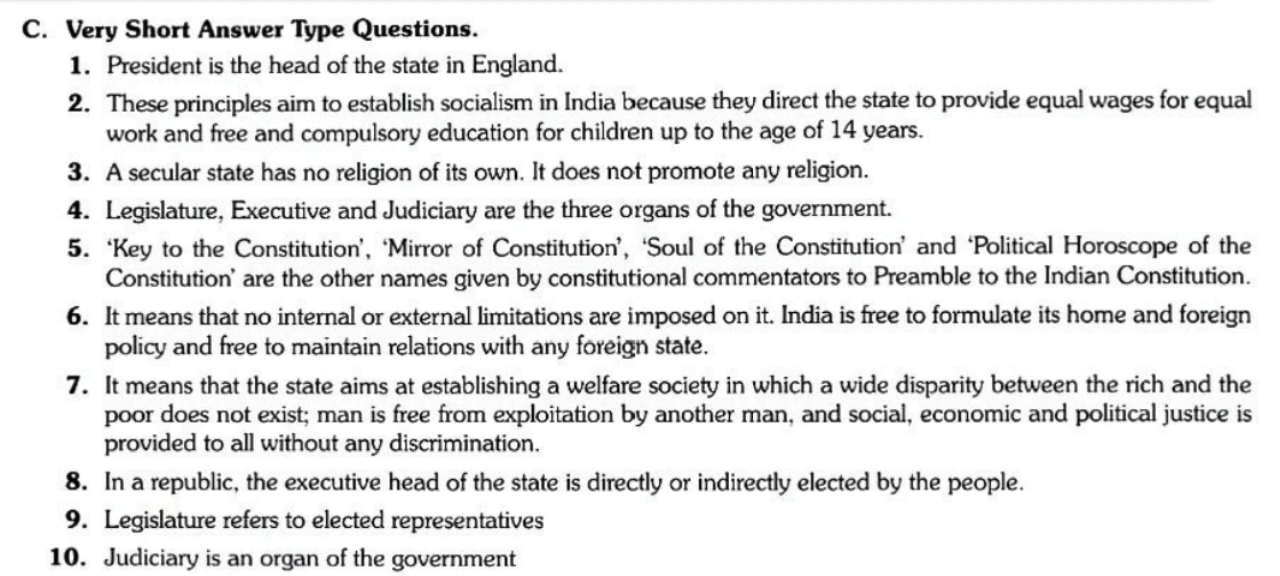 C. Very Short Answer Type Questions.
1. President is the head of the state in England.
2. These principles aim to establish socialism in India because they direct the state to provide equal wages for equal
work and free and compulsory education for children up to the age of 14 years.
3. A secular state has no religion of its own. It does not promote any religion.
4. Legislature, Executive and Judiciary are the three organs of the government.
5. ‘Key to the Constitution’, ‘Mirror of Constitution’, ‘Soul of the Constitution’ and ‘Political Horoscope of the
Constitution’ are the other names given by constitutional commentators to Preamble to the Indian Constitution.
6. It means that no internal or external limitations are imposed on it. India is free to formulate its home and foreign
policy and free to maintain relations with any foreign state.
7. It means that the state aims at establishing a welfare society in which a wide disparity between the rich and the
poor does not exist; man is free from exploitation by another man, and social, economic and political justice is
provided to all without any discrimination.
8. In a republic, the executive head of the state is directly or indirectly elected by the people.
9. Legislature refers to elected representatives
10. Judiciary is an organ of the government